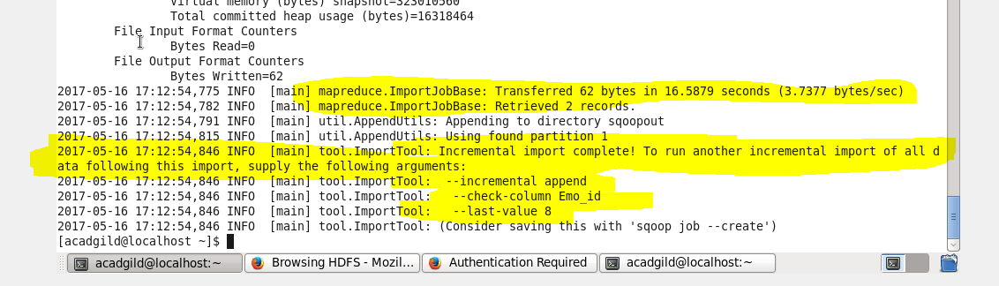 Virtual memory (bytes) snapshot=323010560
Total committed heap usage (bytes)=16318464
File Input Format Counters
Bytes Read=0
File Output Format Counters
Bytes Written=62
2017-05-16 17:12:54,775 INFO  [main] mapreduce.ImportJobBase: Transferred 62 bytes in 16.5879 seconds (3.7377 bytes/sec)
2017-05-16 17:12:54,782 INFO  [main] mapreduce.ImportJobBase: Retrieved 2 records.
2017-05-16 17:12:54,791 INFO  [main] util.AppendUtils: Appending to directory sqoopout
2017-05-16 17:12:54,815 INFO  [main] util.AppendUtils: Using found partition 1
2017-05-16 17:12:54,846 INFO  [main] tool.ImportTool: Incremental import complete! To run another incremental import of all d
ata following this import, supply the following arguments:
2017-05-16 17:12:54,846 INFO  [main] tool.ImportTool:  --incremental append
2017-05-16 17:12:54,846 INFO  [main] tool.ImportTool:   --check-column Emo_id
2017-05-16 17:12:54,846 INFO  [main] tool.ImportTool:   --last-value 8
2017-05-16 17:12:54,846 INFO  [main] tool.ImportTool: (Consider saving this with 'sqoop job --create')
[acadgild@localhost ~]$
acadgild@localhost:~ Browsing HDFS - Mozil... Authentication Required acadgild@localhost:~